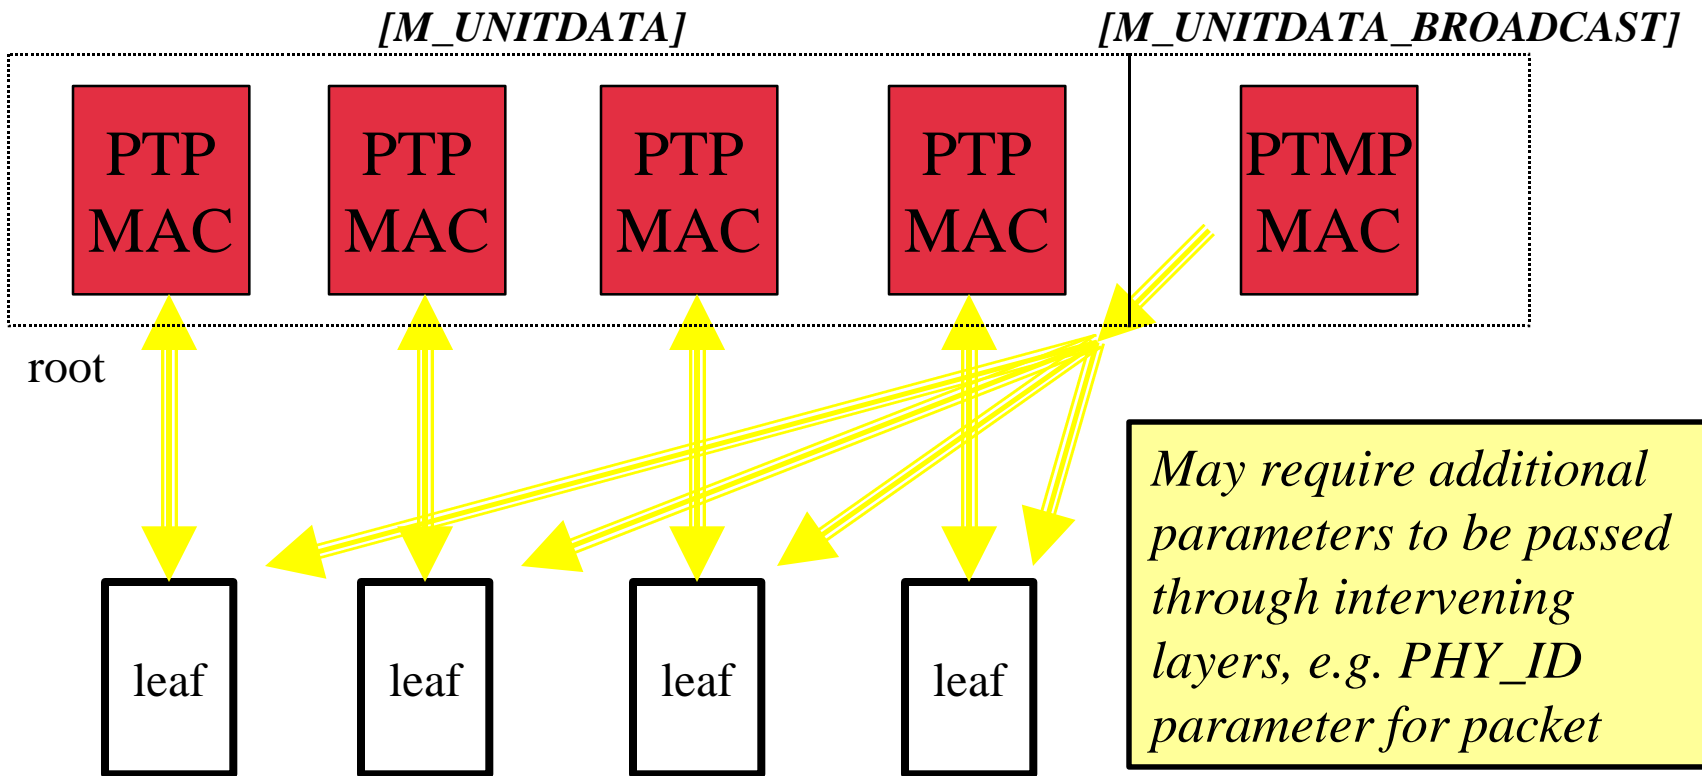 [M_UNITDATA]
[M_UNITDATA_BROADCAST]
PTP
MAC
PTP
MAC
PTP
MAC
PTP
MAC
PTMP
MAC
root
leaf
leaf
leaf
leaf
May require additional
parameters to be passed
through intervening
layers, e.g. PHY_ID
parameter for packet